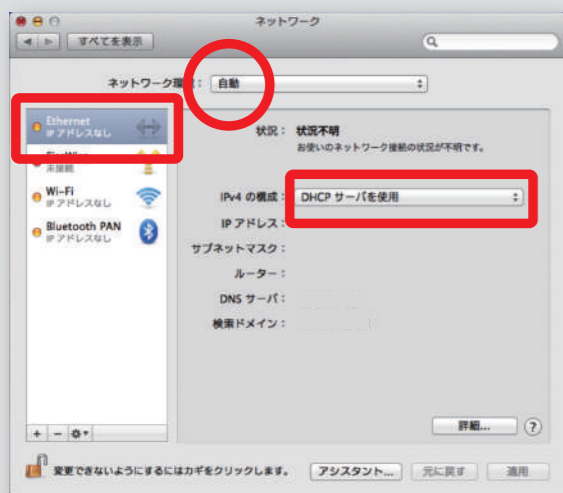 ネットワーク
すべてを表示
ネットワーク環境： 自動
Ethernet
IP アドレスなし
FireWire
未接続
Wi-Fi
IP アドレスなし
Bluetooth PAN
IP アドレスなし
状況： 状況不明
お使いのネットワーク接続の状況が不明です。
IPv4 の構成： DHCP サーバを使用
IP アドレス：
サブネットマスク：
ルーター：
DNS サーバ：
検索ドメイン：
詳細...
?
変更できないようにするにはカギをクリックします。
アシスタント...
元に戻す
適用